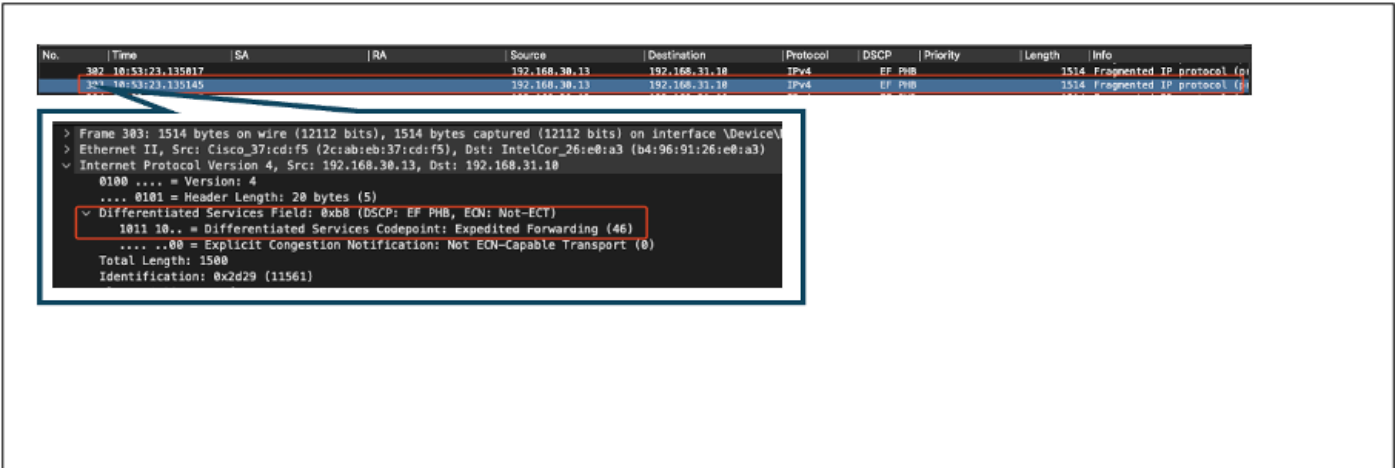 No. Time SA RA Source Destination Protocol DSCP Priority Length Info
302 10:53:23.135017 192.168.30.13 192.168.31.10 IPv4 EF PHB 1514 Fragmented IP protocol
10:53:23.135145 192.168.30.13 192.168.31.10 IPv4 EF PHB 1514 Fragmented IP protocol
> Frame 303: 1514 bytes on wire (12112 bits), 1514 bytes captured (12112 bits) on interface \Device\
> Ethernet II, Src: Cisco_37:cd:f5 (2c:ab:eb:37:cd:f5), Dst: IntelCor_26:e0:a3 (b4:96:91:26:e0:a3)
Internet Protocol Version 4, Src: 192.168.30.13, Dst: 192.168.31.10
0100 .... = Version: 4
.... 0101 = Header Length: 20 bytes (5)
Differentiated Services Field: 0xb8 (DSCP: EF PHB, ECN: Not-ECT)
1011 10.. = Differentiated Services Codepoint: Expedited Forwarding (46)
.... ..00 = Explicit Congestion Notification: Not ECN-Capable Transport (0)
Total Length: 1500
Identification: 0x2d29 (11561)